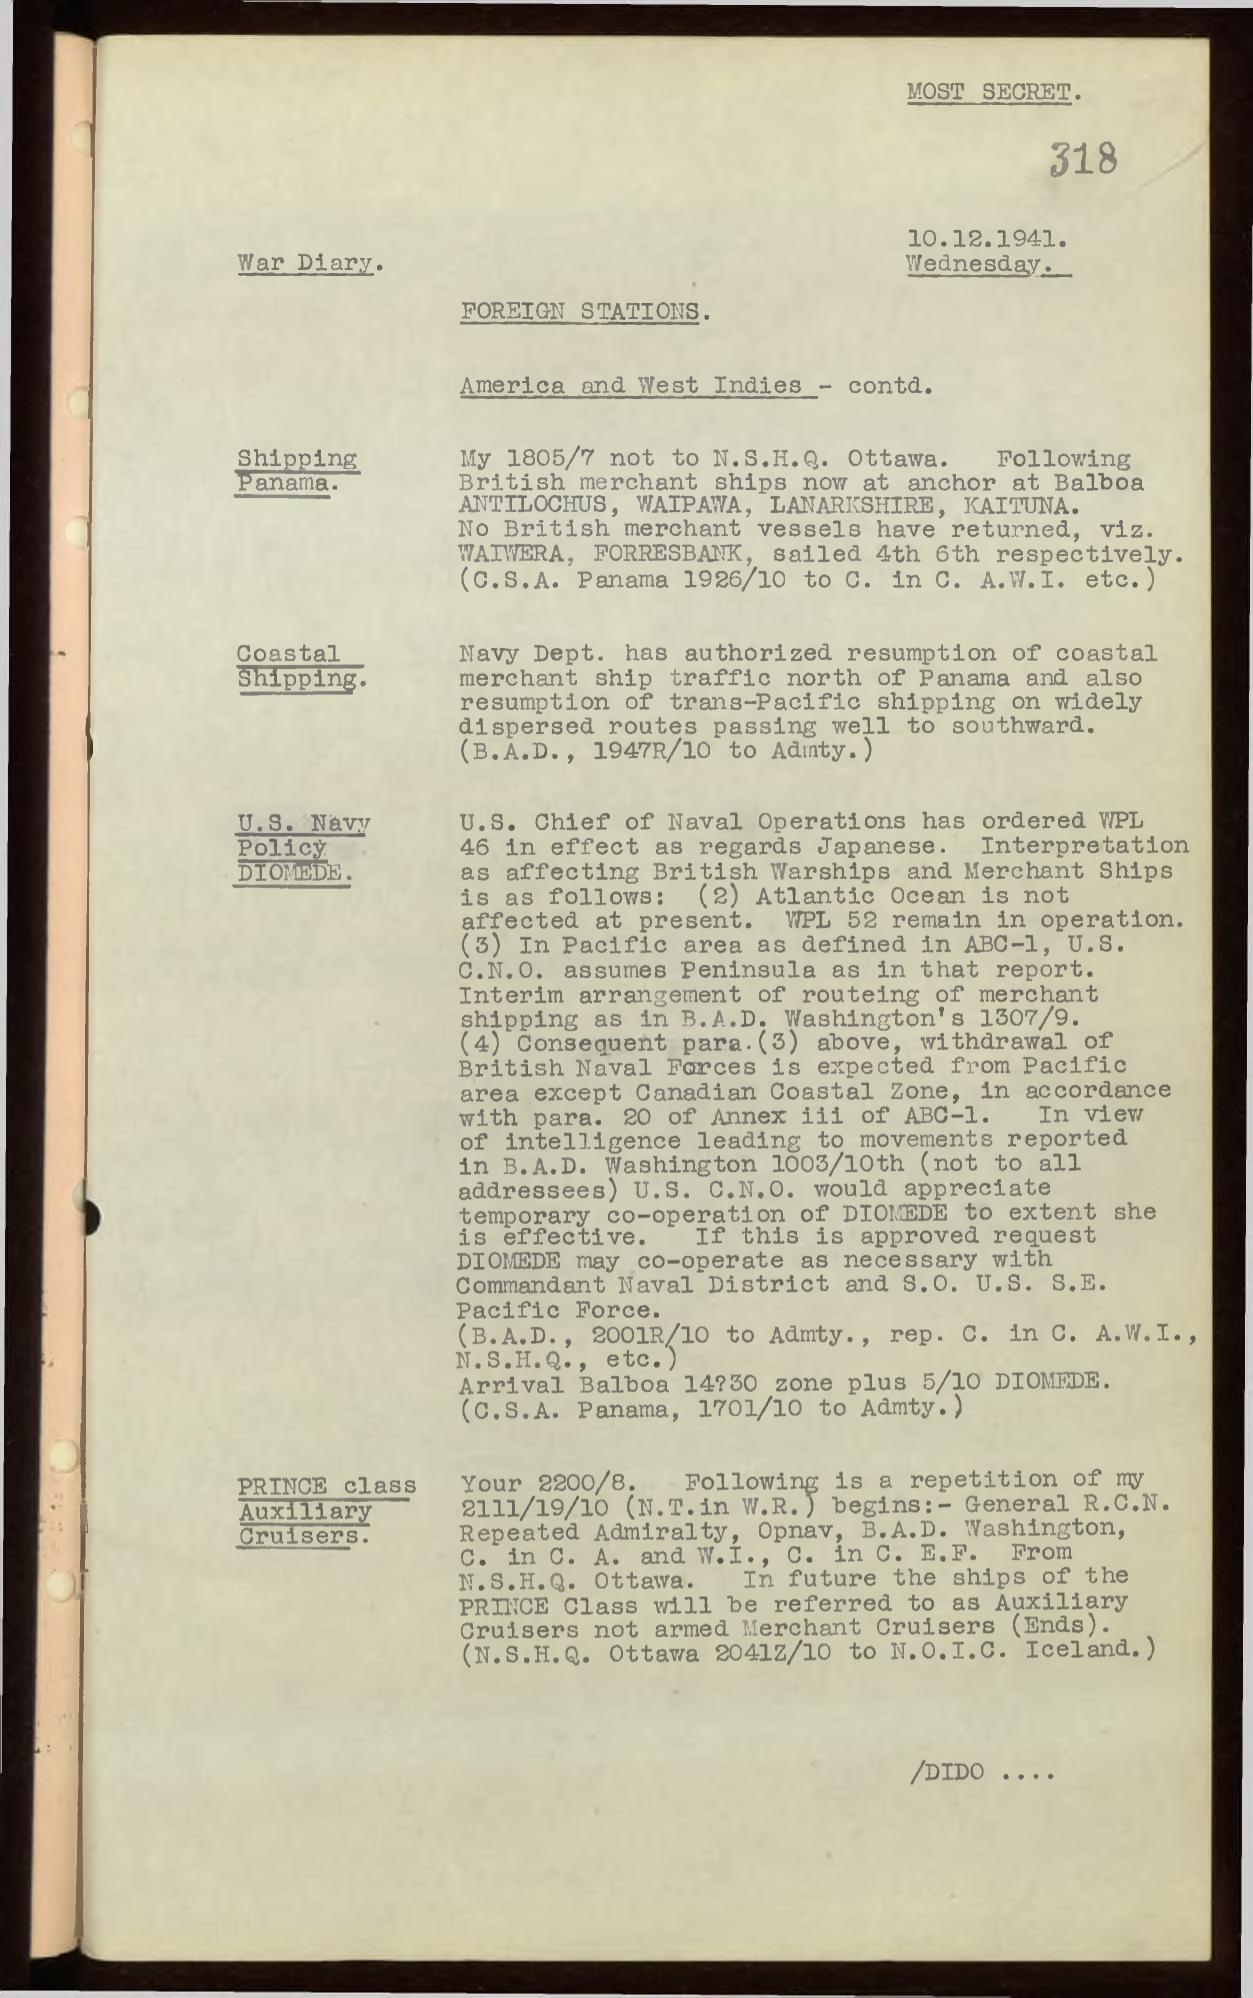 MOST SECRET.
318
10.12.1941.
War Diary.
Wednesday.
FOREIGN STATIONS.
America and West Indies - contd.
Shipping
Panama.
My 1805/7 not to N.S.H.Q. Ottawa. Following
British merchant ships now at anchor at Balboa
ANTILOCHUS, WAIPAWA, LANARKSHIRE, KAITUNA.
No British merchant vessels have returned, viz.
WAIWERA, FORRESBANK, sailed 4th 6th respectively.
(C.S.A. Panama 1926/10 to C. in C. A.W.I. etc.)
Coastal
Shipping.
Navy Dept. has authorized resumption of coastal
merchant ship traffic north of Panama and also
resumption of trans-Pacific shipping on widely
dispersed routes passing well to southward.
(B.A.D., 1947R/10 to Admty.)
U.S. Navy
Policy
DIOMEDE.
U.S. Chief of Naval Operations has ordered WPL
46 in effect as regards Japanese. Interpretation
as affecting British Warships and Merchant Ships
is as follows: (2) Atlantic Ocean is not
affected at present. WPL 52 remain in operation.
(3) In Pacific area as defined in ABC-1, U.S.
C.N.O. assumes Peninsula as in that report.
Interim arrangement of routeing of merchant
shipping as in B.A.D. Washington's 1307/9.
(4) Consequent para.(3) above, withdrawal of
British Naval Forces is expected from Pacific
area except Canadian Coastal Zone, in accordance
with para. 20 of Annex iii of ABC-1. In view
of intelligence leading to movements reported
in B.A.D. Washington 1003/10th (not to all
addressees) U.S. C.N.O. would appreciate
temporary co-operation of DIOMEDE to extent she
is effective. If this is approved request
DIOMEDE may co-operate as necessary with
Commandant Naval District and S.O. U.S. S.E.
Pacific Force.
(B.A.D., 2001R/10 to Admty., rep. C. in C. A.W.I.,
N.S.H.Q., etc.)
Arrival Balboa 14?30 zone plus 5/10 DIOMEDE.
(C.S.A. Panama, 1701/10 to Admty.)
PRINCE class
Auxiliary
Cruisers.
Your 2200/8. Following is a repetition of my
2111/19/10 (N.T.in W.R.) begins:- General R.C.N.
Repeated Admiralty, Opnav, B.A.D. Washington,
C. in C. A. and W.I., C. in C. E.F. From
N.S.H.Q. Ottawa. In future the ships of the
PRINCE Class will be referred to as Auxiliary
Cruisers not armed Merchant Cruisers (Ends).
(N.S.H.Q. Ottawa 2041Z/10 to N.O.I.C. Iceland.)
/DIDO ....